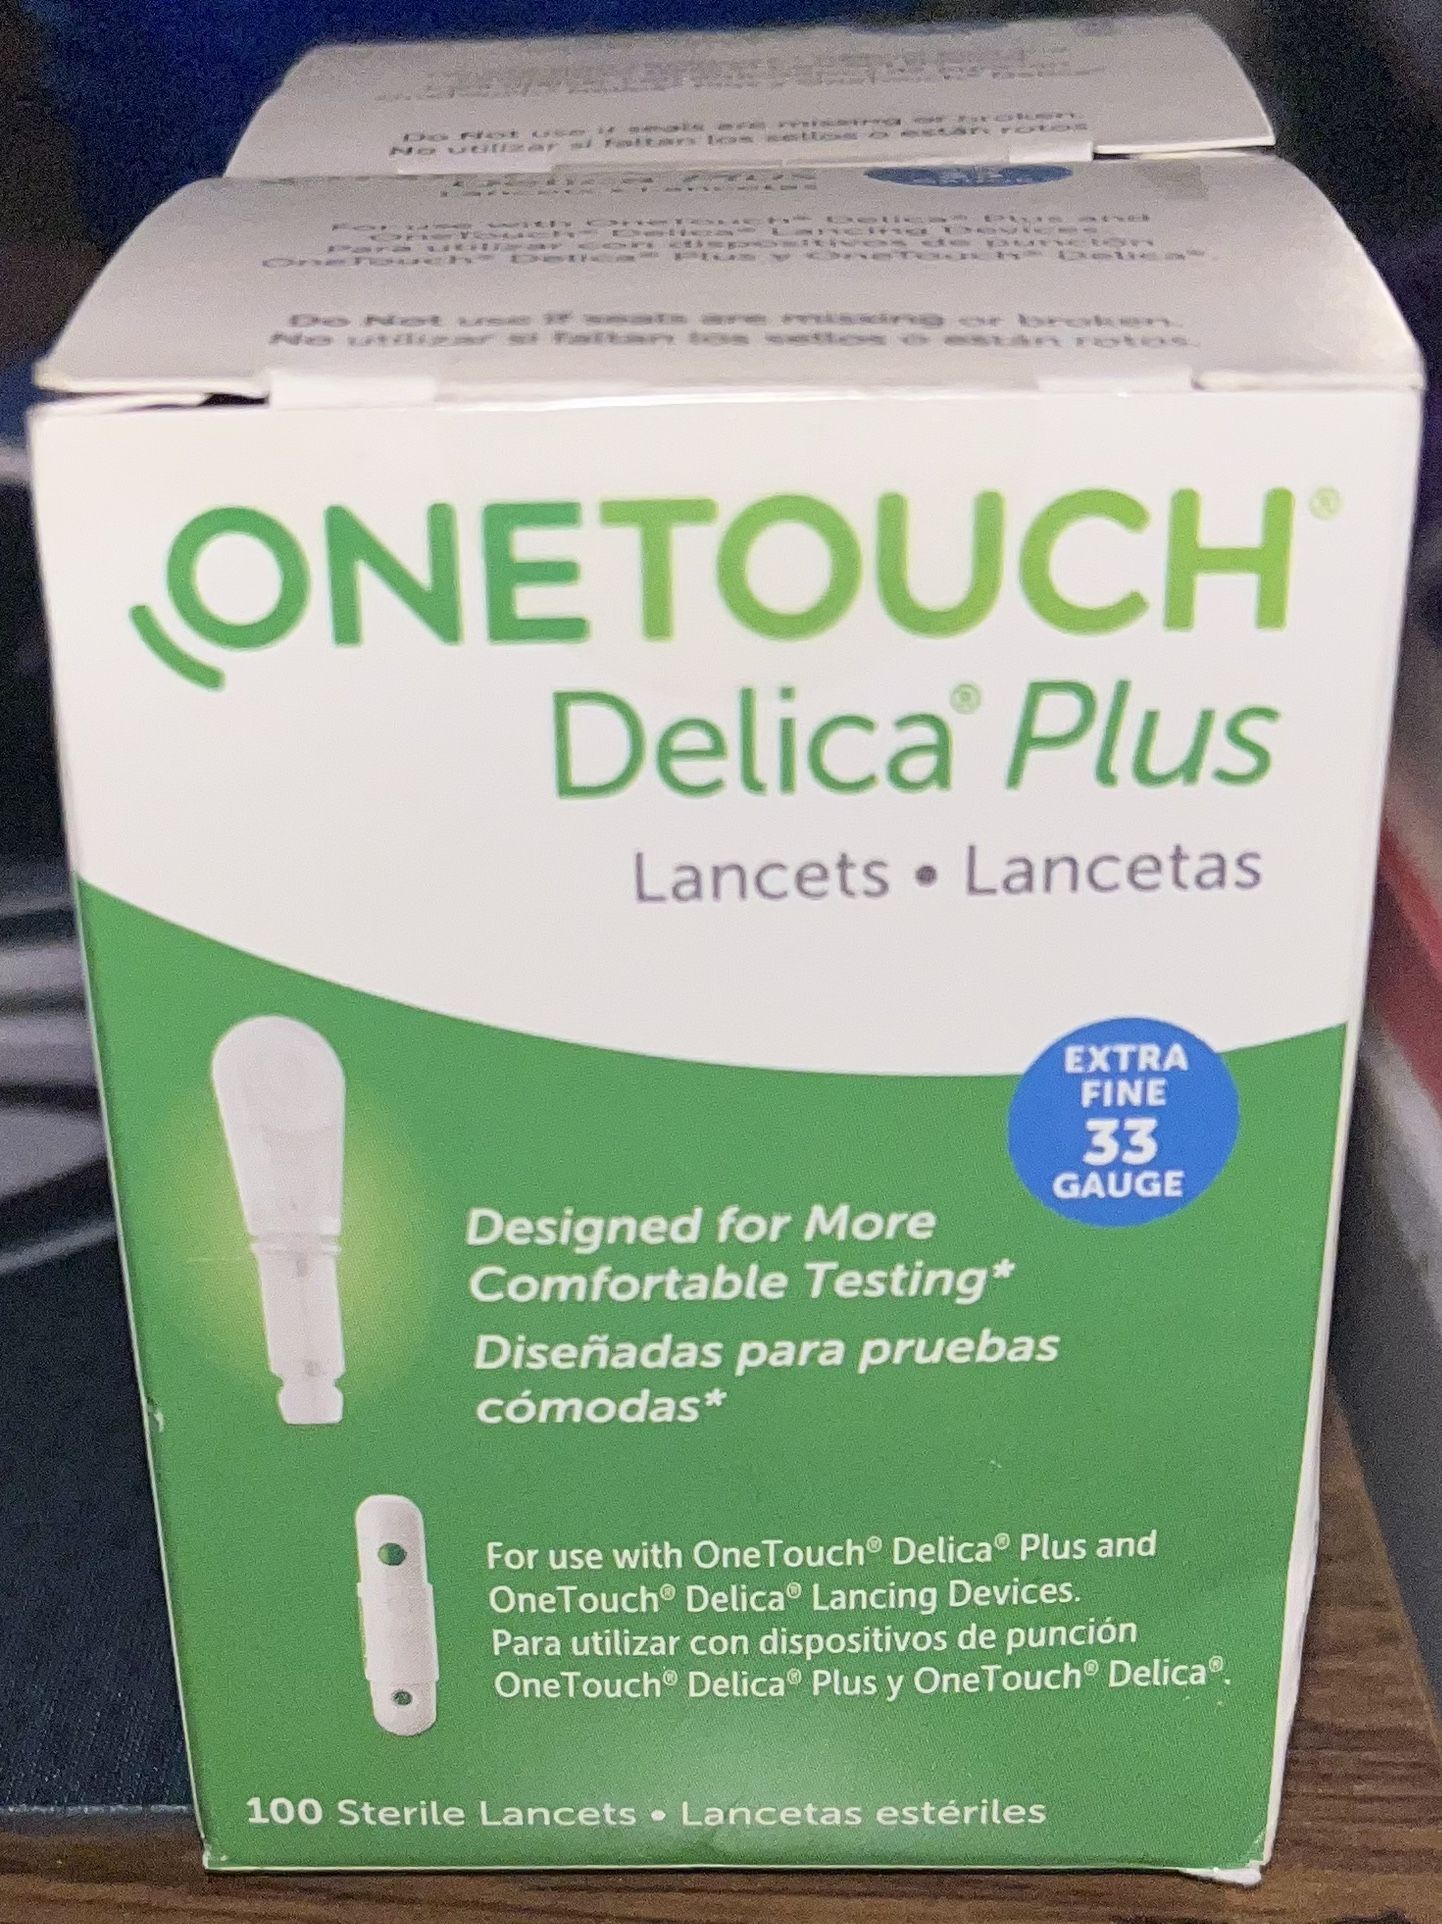 Do Not use if seals are missing or broken.
No utilizar si faltan los sellos o están rotos
Delica Plus
Lancets • Lancetas
For use with OneTouch® Delica® Plus and
OneTouch® Delica® Lancing Devices.
Para utilizar con dispositivos de punción
OneTouch® Delica® Plus y OneTouch® Delica®.
Do Not use if seals are missing or broken.
No utilizar si faltan los sellos o están rotos.
ONETOUCH®
Delica® Plus
Lancets • Lancetas
EXTRA
FINE
33
GAUGE
Designed for More
Comfortable Testing*
Diseñadas para pruebas
cómodas*
For use with OneTouch® Delica® Plus and
OneTouch® Delica® Lancing Devices.
Para utilizar con dispositivos de punción
OneTouch® Delica® Plus y OneTouch® Delica®.
100 Sterile Lancets • Lancetas estériles